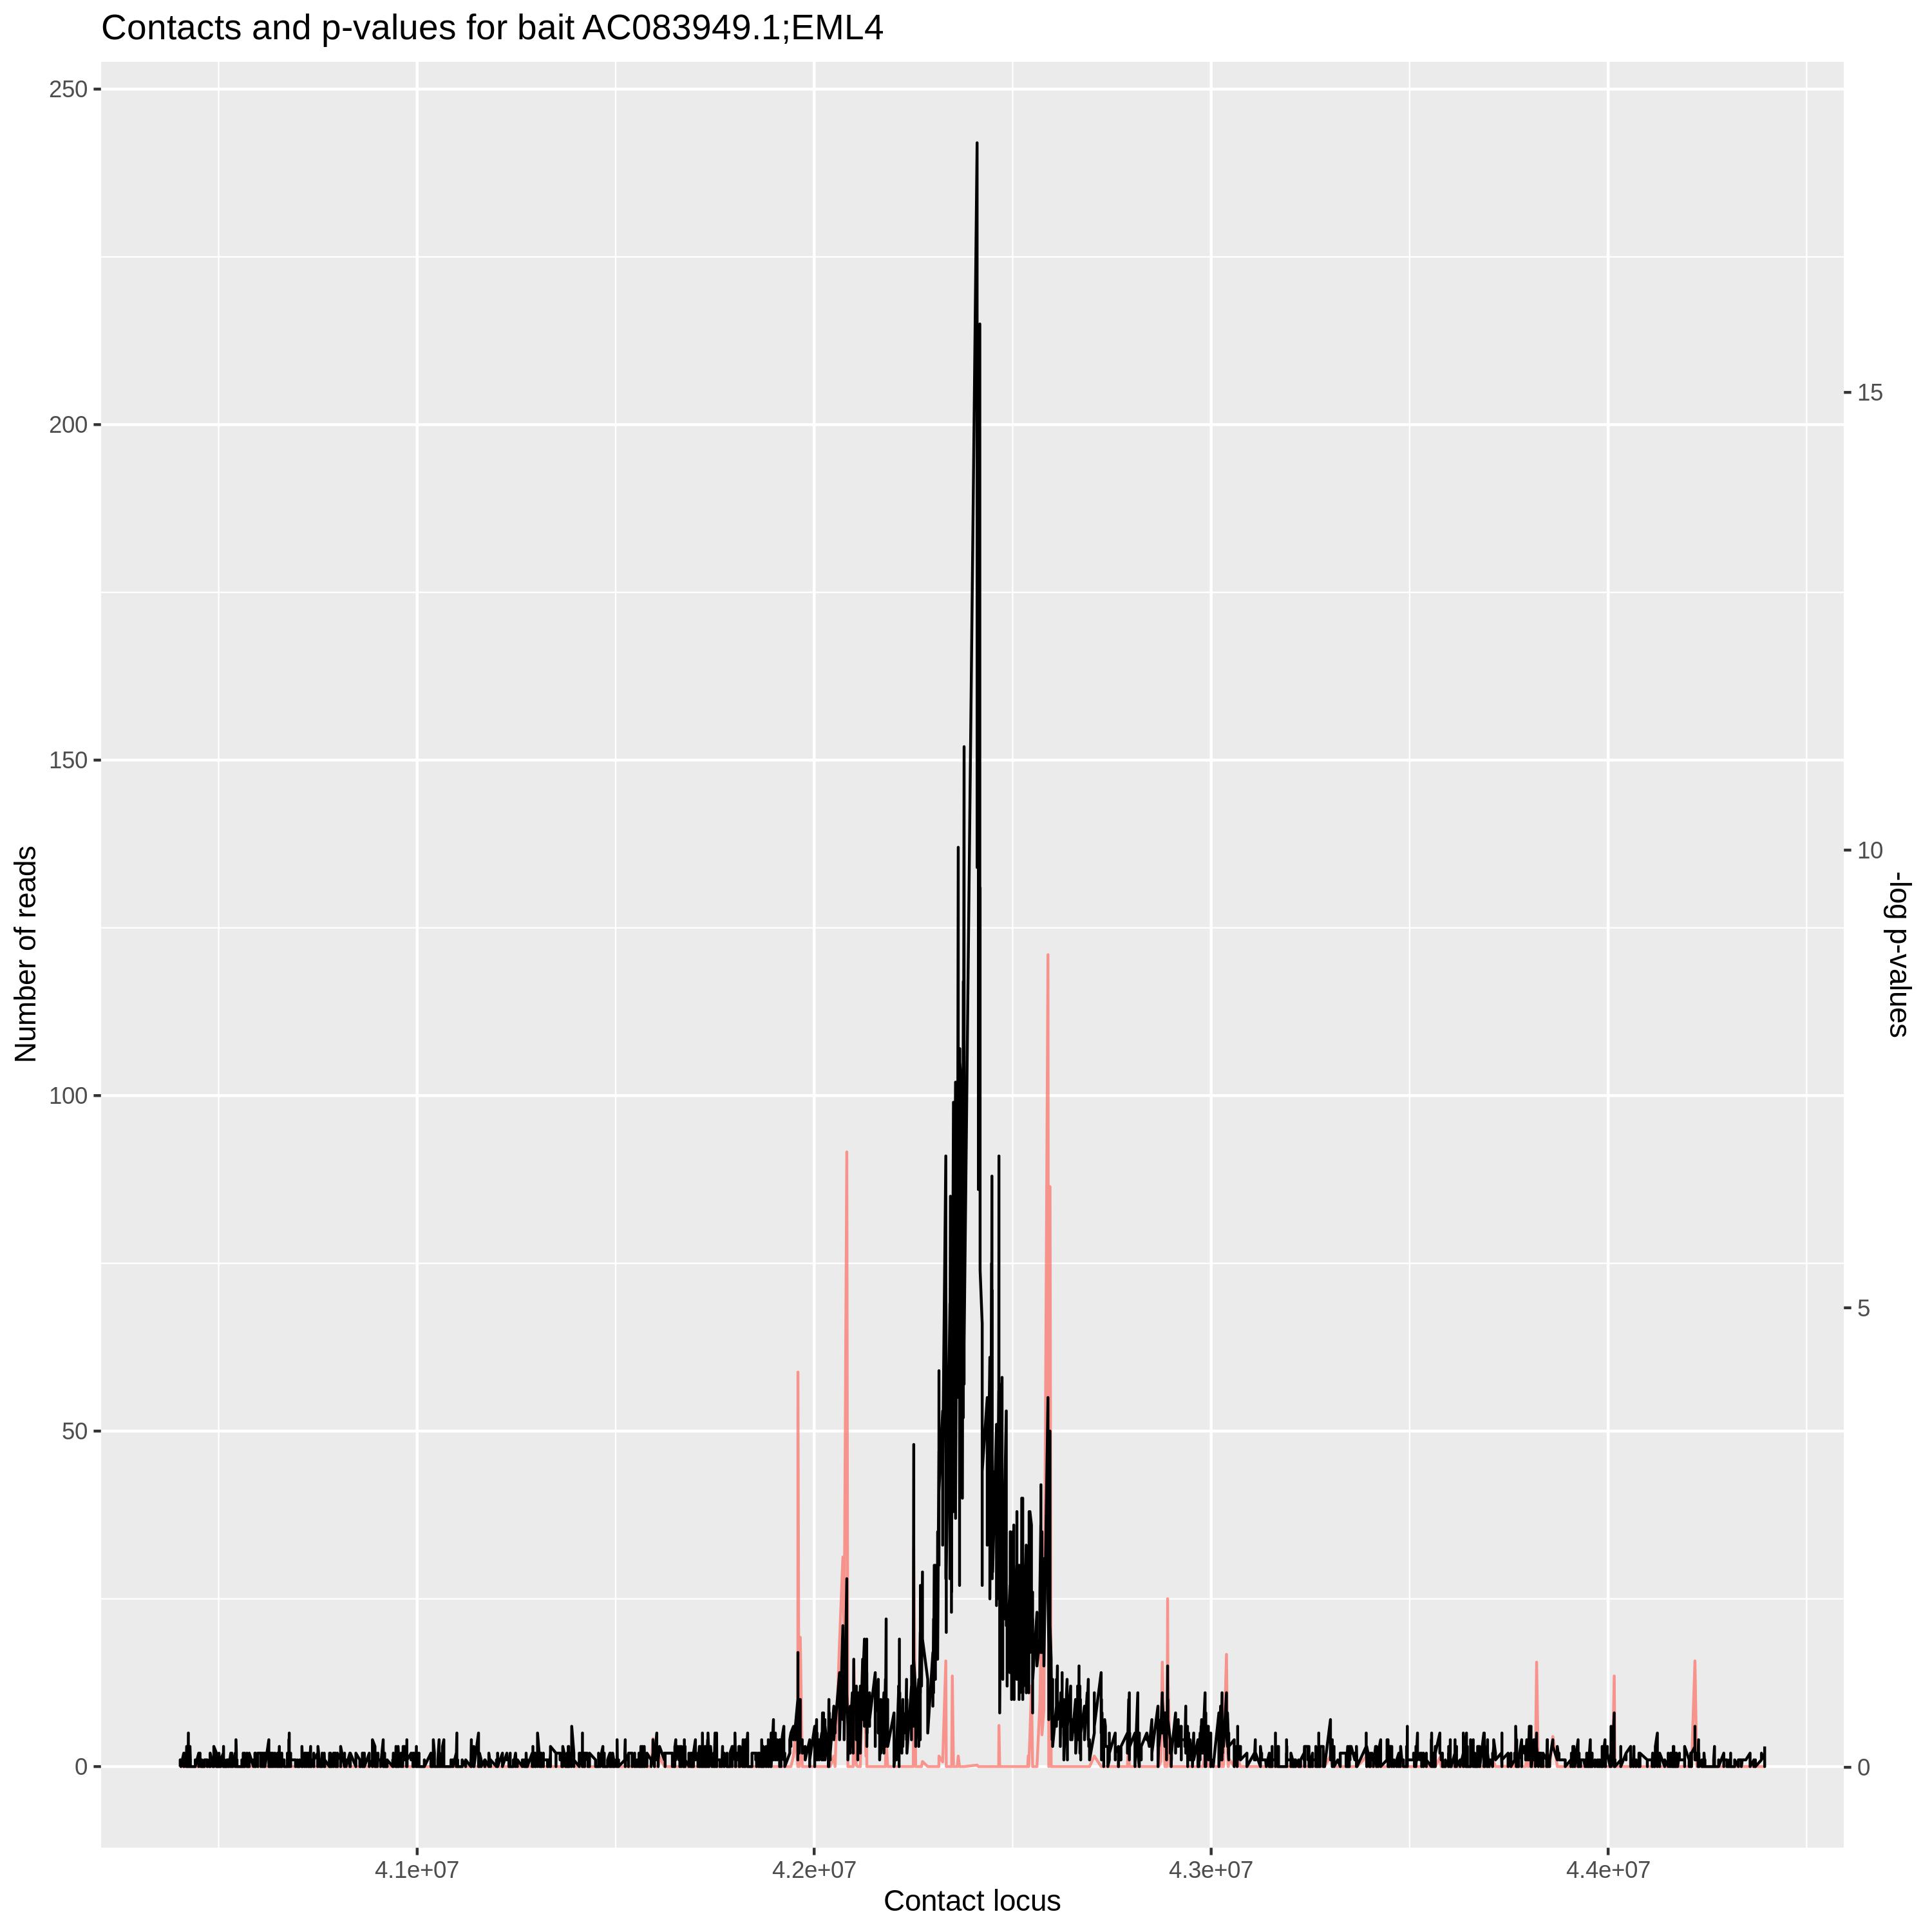 Contacts and p-values for bait AC083949.1;EML4
250
200
150
100
50
0
Number of reads
15
10
5
0
-log p-values
4.1e+07
4.2e+07
4.3e+07
4.4e+07
Contact locus